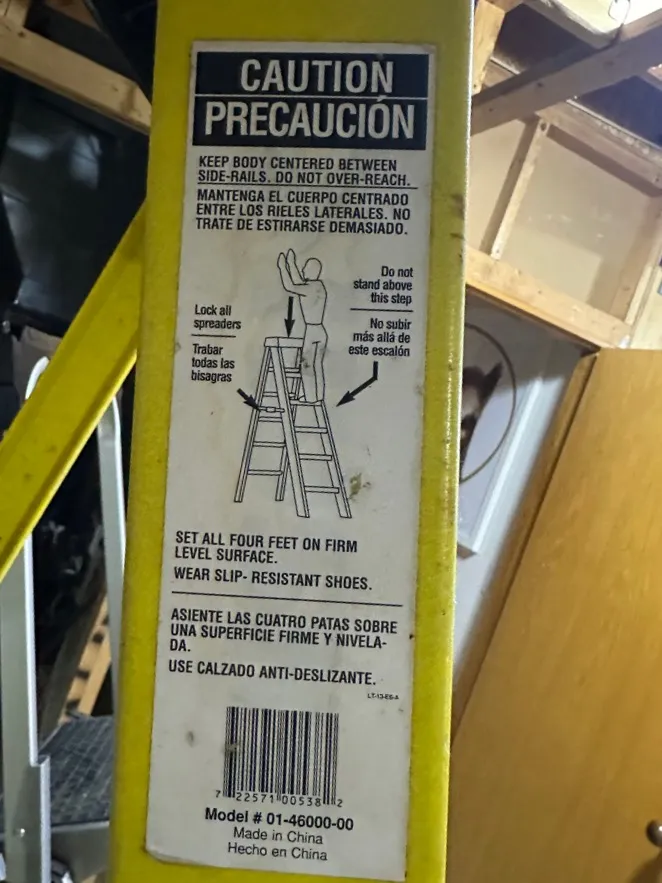 CAUTION
PRECAUCIÓN
KEEP BODY CENTERED BETWEEN
SIDE-RAILS. DO NOT OVER-REACH.
MANTENGA EL CUERPO CENTRADO
ENTRE LOS RIELES LATERALES. NO
TRATE DE ESTIRARSE DEMASIADO.
Do not
stand above
this step
No subir
más allá de
este escalón
Lock all
spreaders
Trabar
todas las
bisagras
SET ALL FOUR FEET ON FIRM
LEVEL SURFACE.
WEAR SLIP- RESISTANT SHOES.
ASIENTE LAS CUATRO PATAS SOBRE
UNA SUPERFICIE FIRME Y NIVELA-
DA.
USE CALZADO ANTI-DESLIZANTE.
LT-13-E6-A
7 22571 00538 2
Model # 01-46000-00
Made in China
Hecho en China